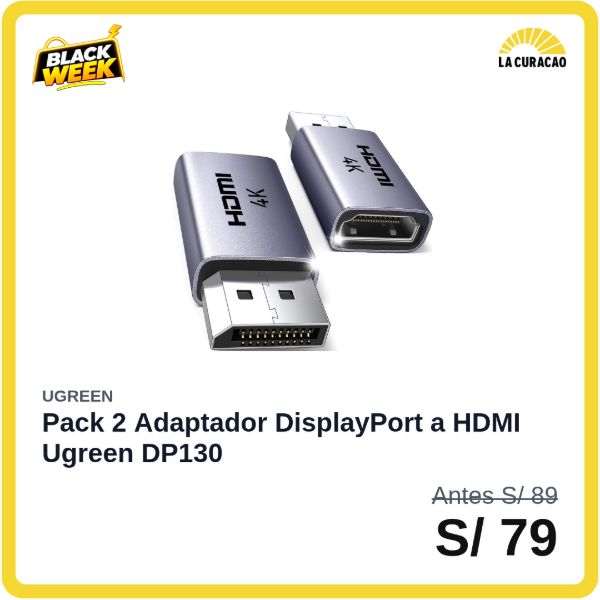 BLACK
WEEK
LA CURACAO
HDMI
4K
HDMI
4K
UGREEN
Pack 2 Adaptador DisplayPort a HDMI
Ugreen DP130
Antes S/ 89
S/ 79